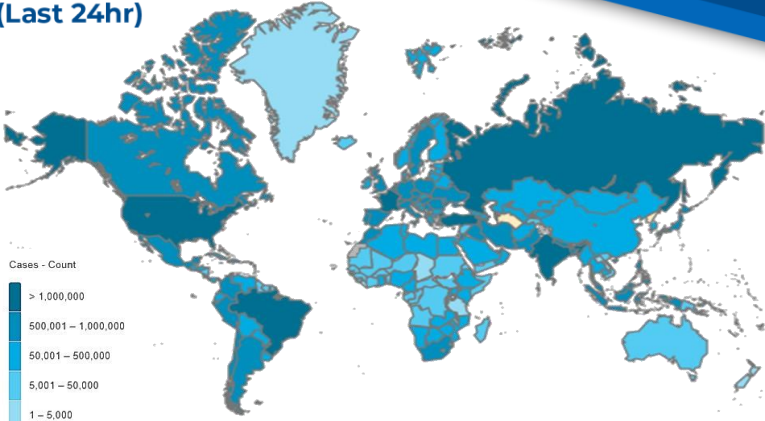 (Last 24hr)
Cases - Count
> 1,000,000
500,001 – 1,000,000
50,001 – 500,000
5,001 – 50,000
1 – 5,000